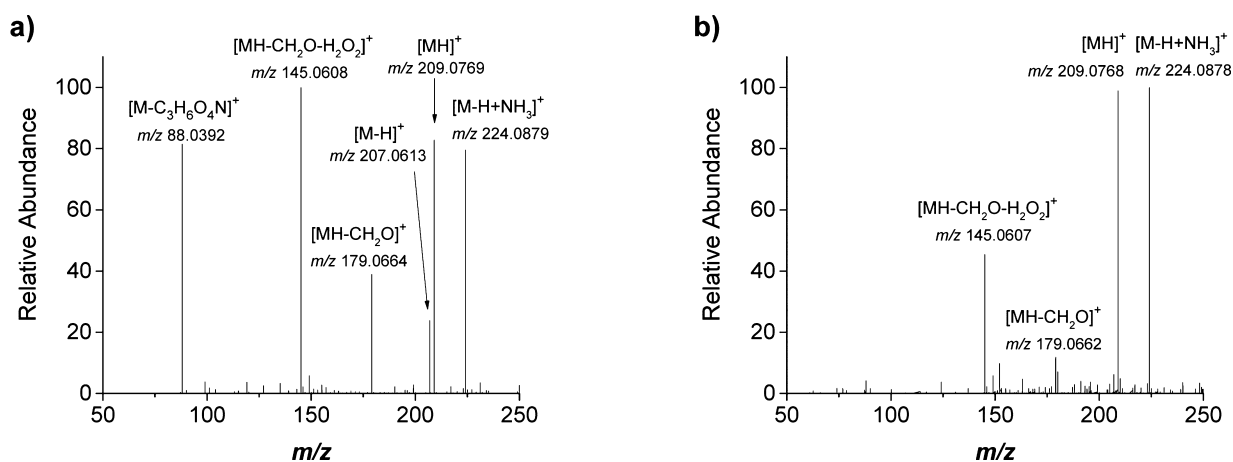 a)
[MH-CH₂O-H₂O₂]⁺
m/z 145.0608
[MH]⁺
m/z 209.0769
[M-C₃H₆O₄N]⁺
m/z 88.0392
[M-H+NH₃]⁺
m/z 224.0879
[M-H]⁺
m/z 207.0613
[MH-CH₂O]⁺
m/z 179.0664
Relative Abundance
100
80
60
40
20
0
50
100
150
200
250
m/z
b)
[MH]⁺
m/z 209.0768
[M-H+NH₃]⁺
m/z 224.0878
[MH-CH₂O-H₂O₂]⁺
m/z 145.0607
[MH-CH₂O]⁺
m/z 179.0662
Relative Abundance
100
80
60
40
20
0
50
100
150
200
250
m/z